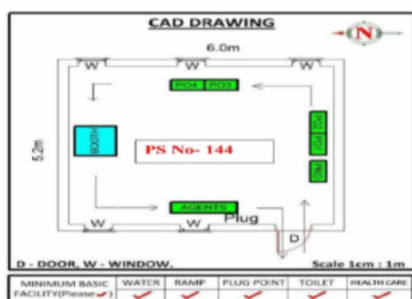 CAD DRAWING
6.0m
N
W W W
PO4 PO3
5.2m
BOOTH
PS No- 144
PO2 PO1
PRO
AGENTS
Plug
W W
D
D - DOOR, W - WINDOW. Scale 1cm : 1m
MINIMUM BASIC FACILITY(Please ✓) WATER RAMP PLUG POINT TOILET HEALTH CARE
✓ ✓ ✓ ✓ ✓